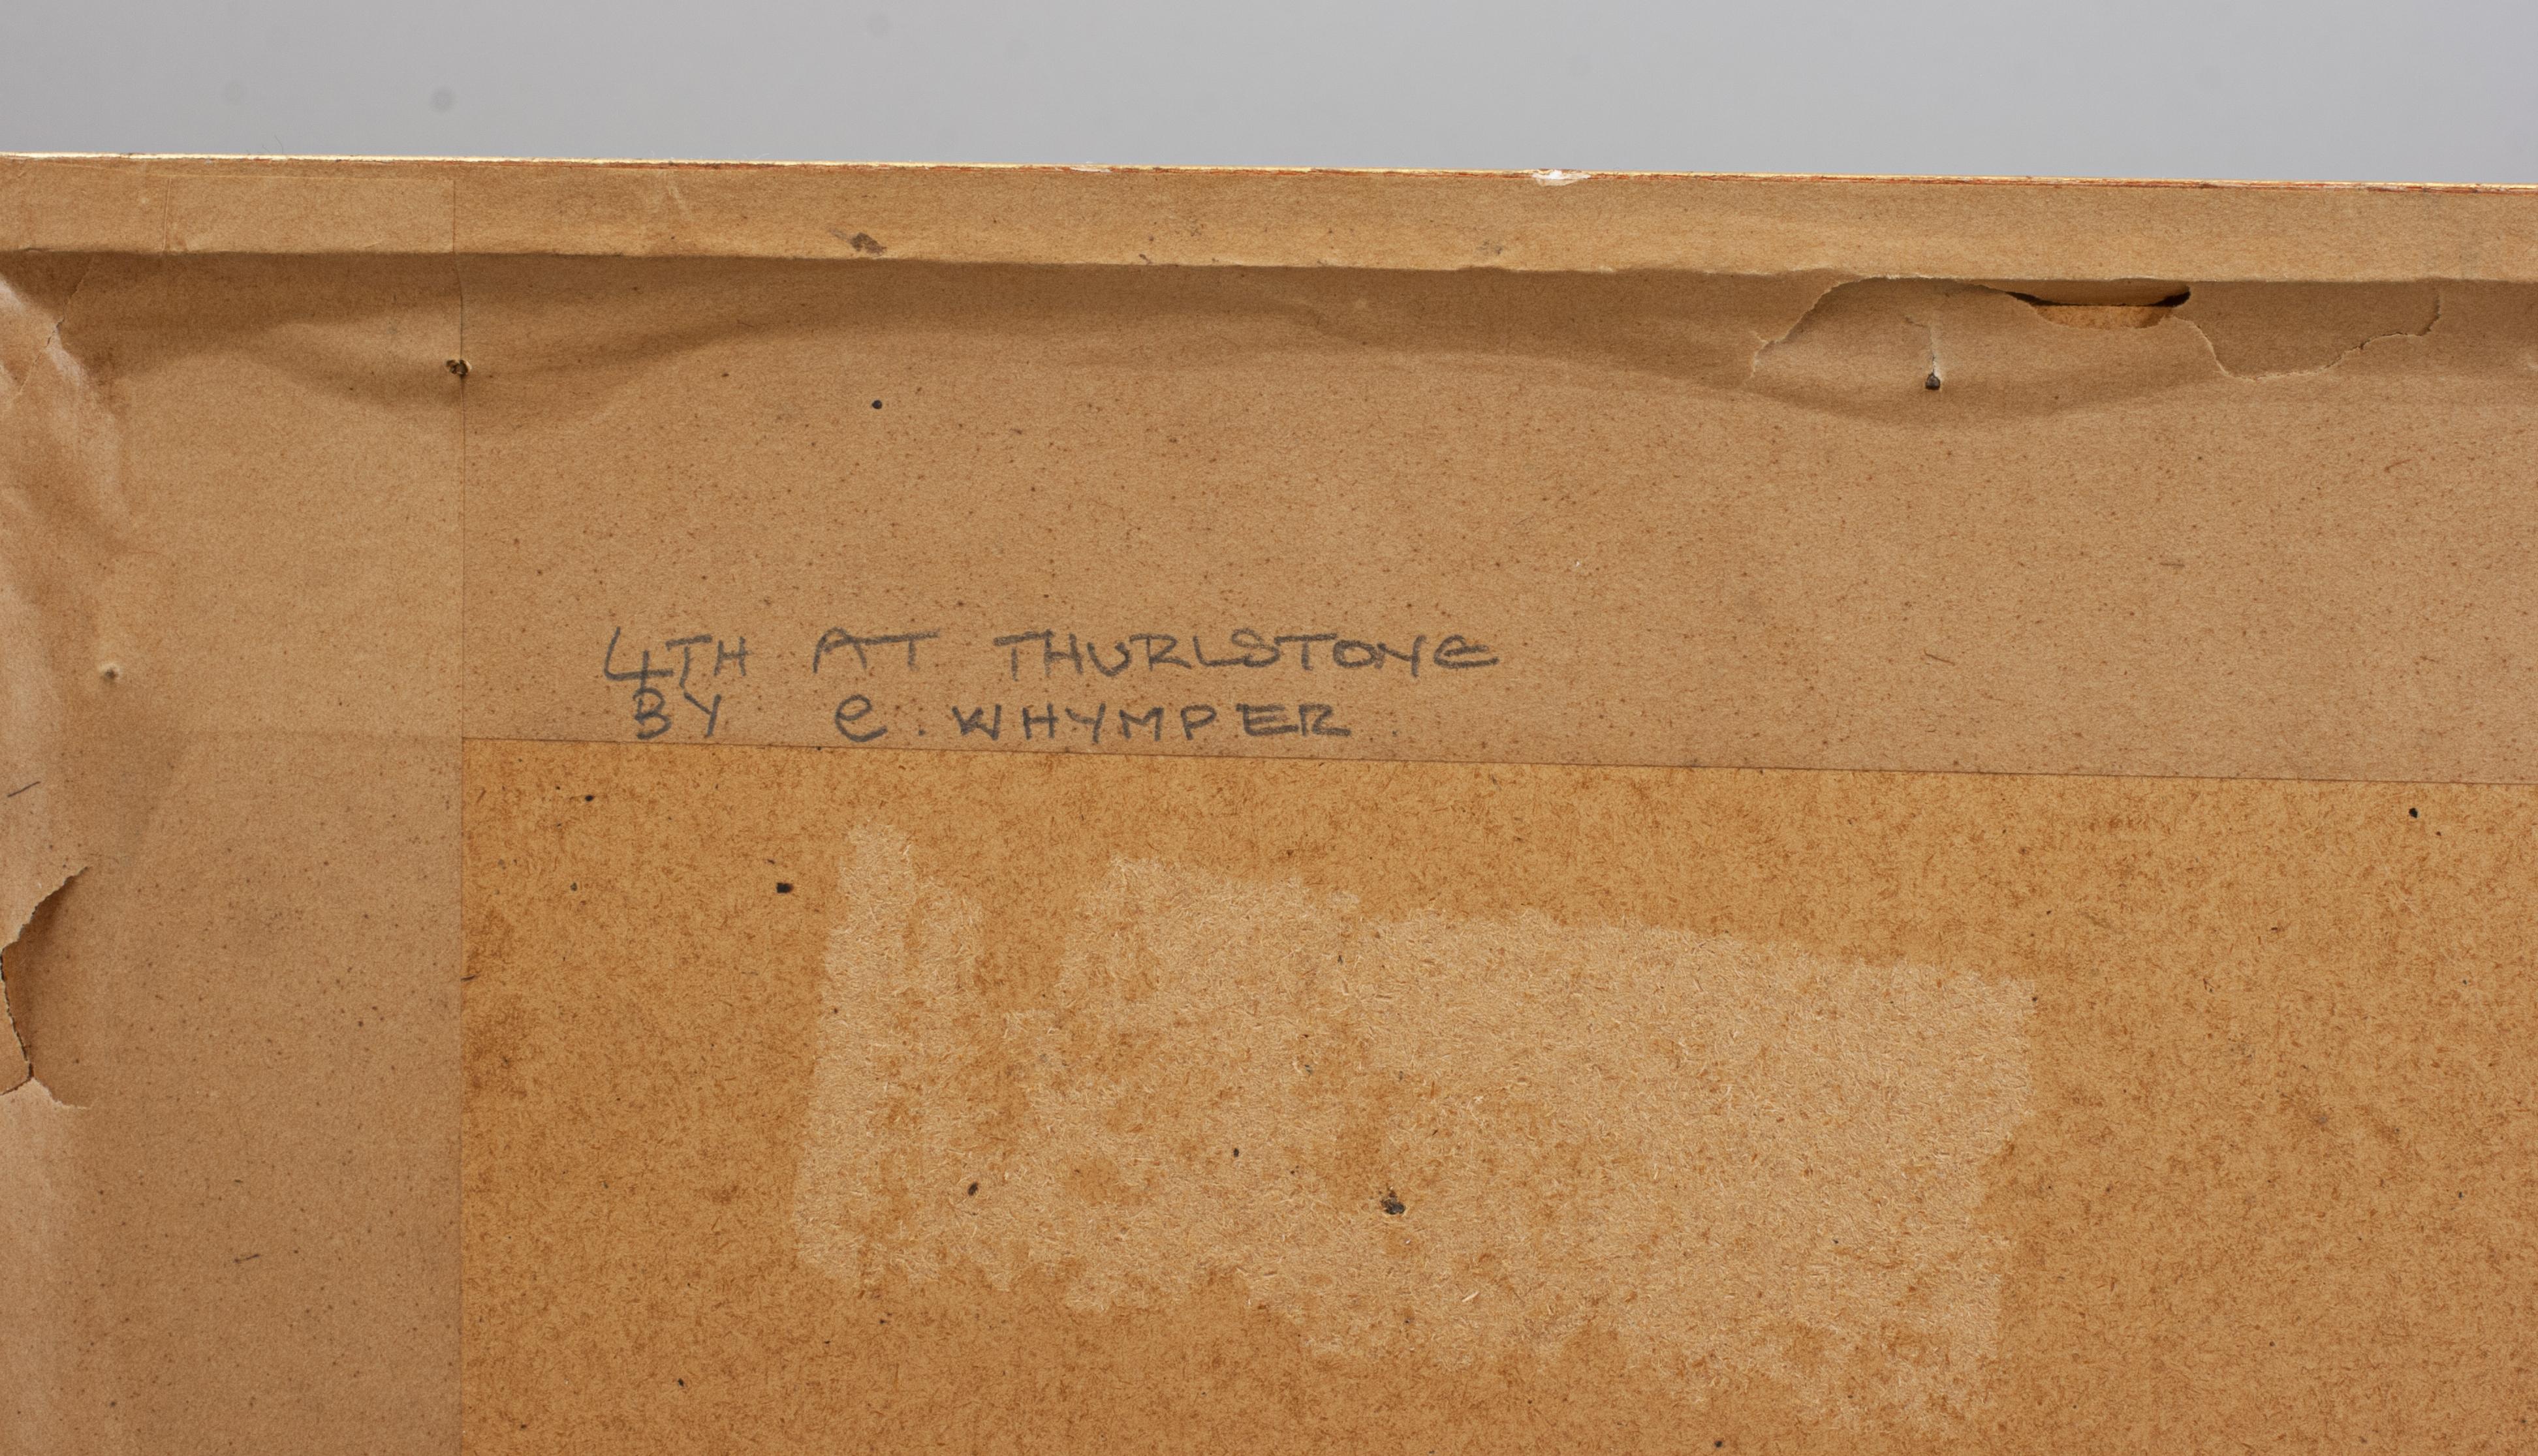 4TH AT THURLSTONE
BY E. WHYMPER.